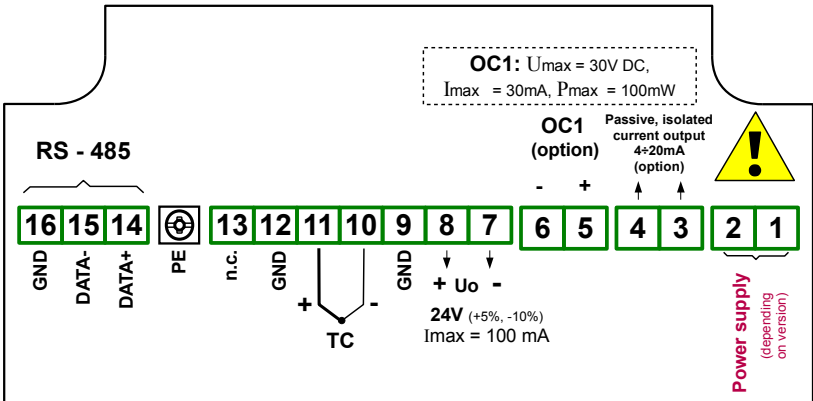 OC1: Umax = 30V DC,
Imax = 30mA, Pmax = 100mW
RS - 485
OC1
(option)
- +
Passive, isolated
current output
4÷20mA
(option)
16 15 14 PE 13 12 11 10 9 8 7 6 5 4 3 2 1
GND
DATA-
DATA+
n.c.
GND
+ -
TC
GND
+ Uo -
24V (+5%, -10%)
Imax = 100 mA
Power supply
(depending
on version)